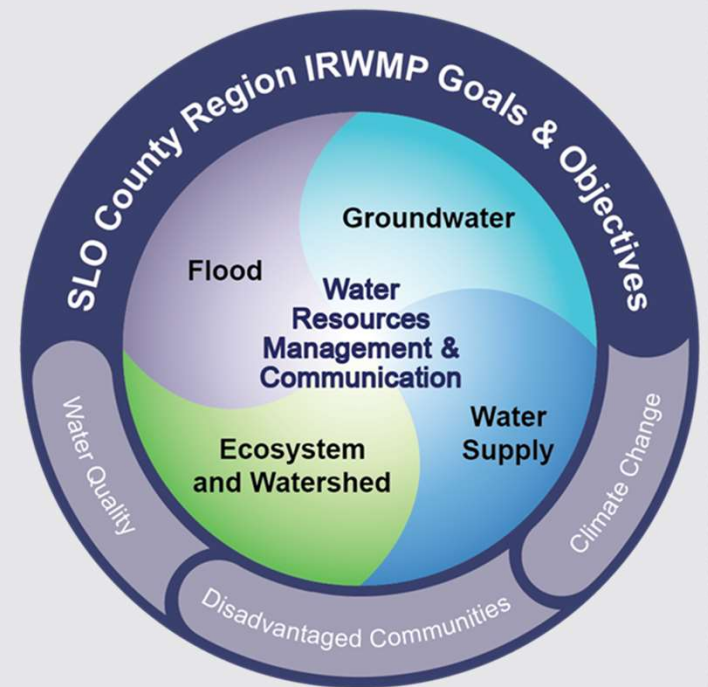 SLO County Region IRWMP Goals & Objectives
Groundwater
Flood
Water
Resources
Management &
Communication
Water
Supply
Ecosystem
and Watershed
Water Quality
Disadvantaged Communities
Climate Change